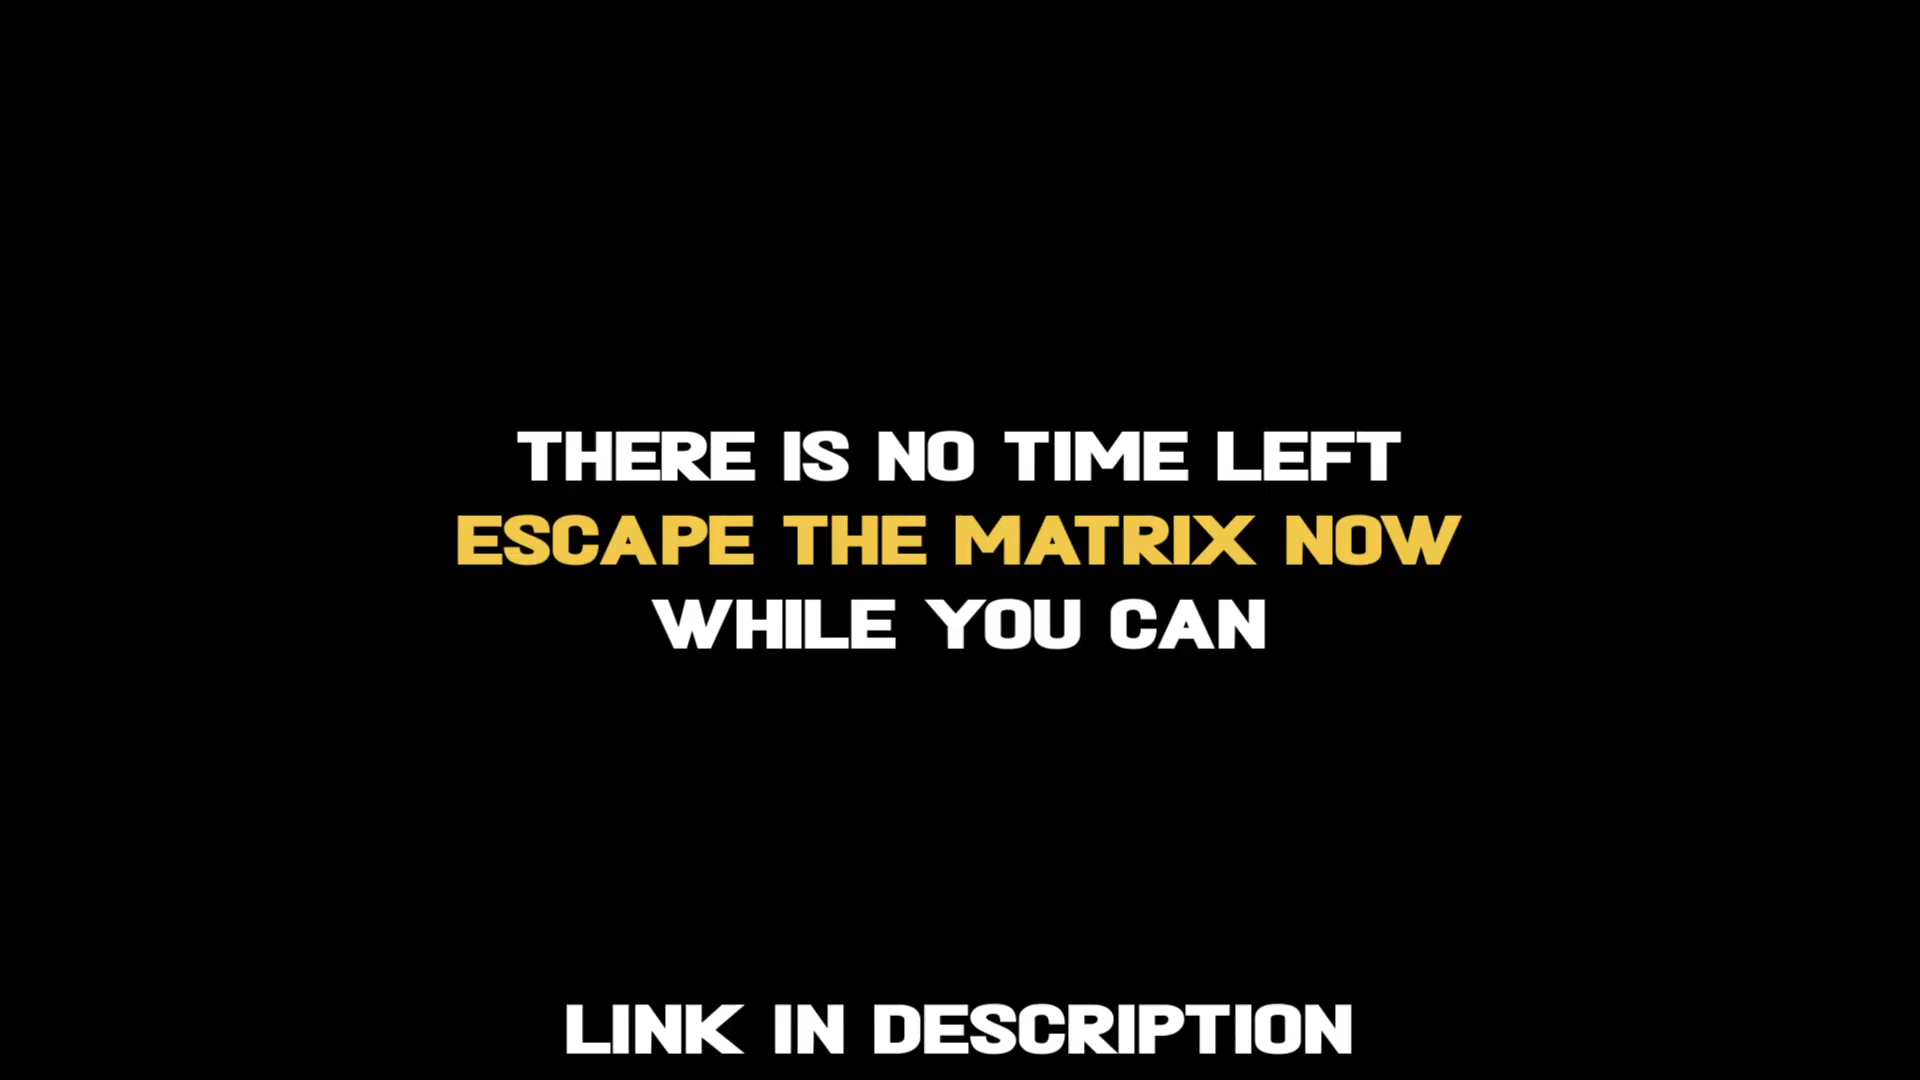 THERE IS NO TIME LEFT
ESCAPE THE MATRIX NOW
WHILE YOU CAN
LINK IN DESCRIPTION